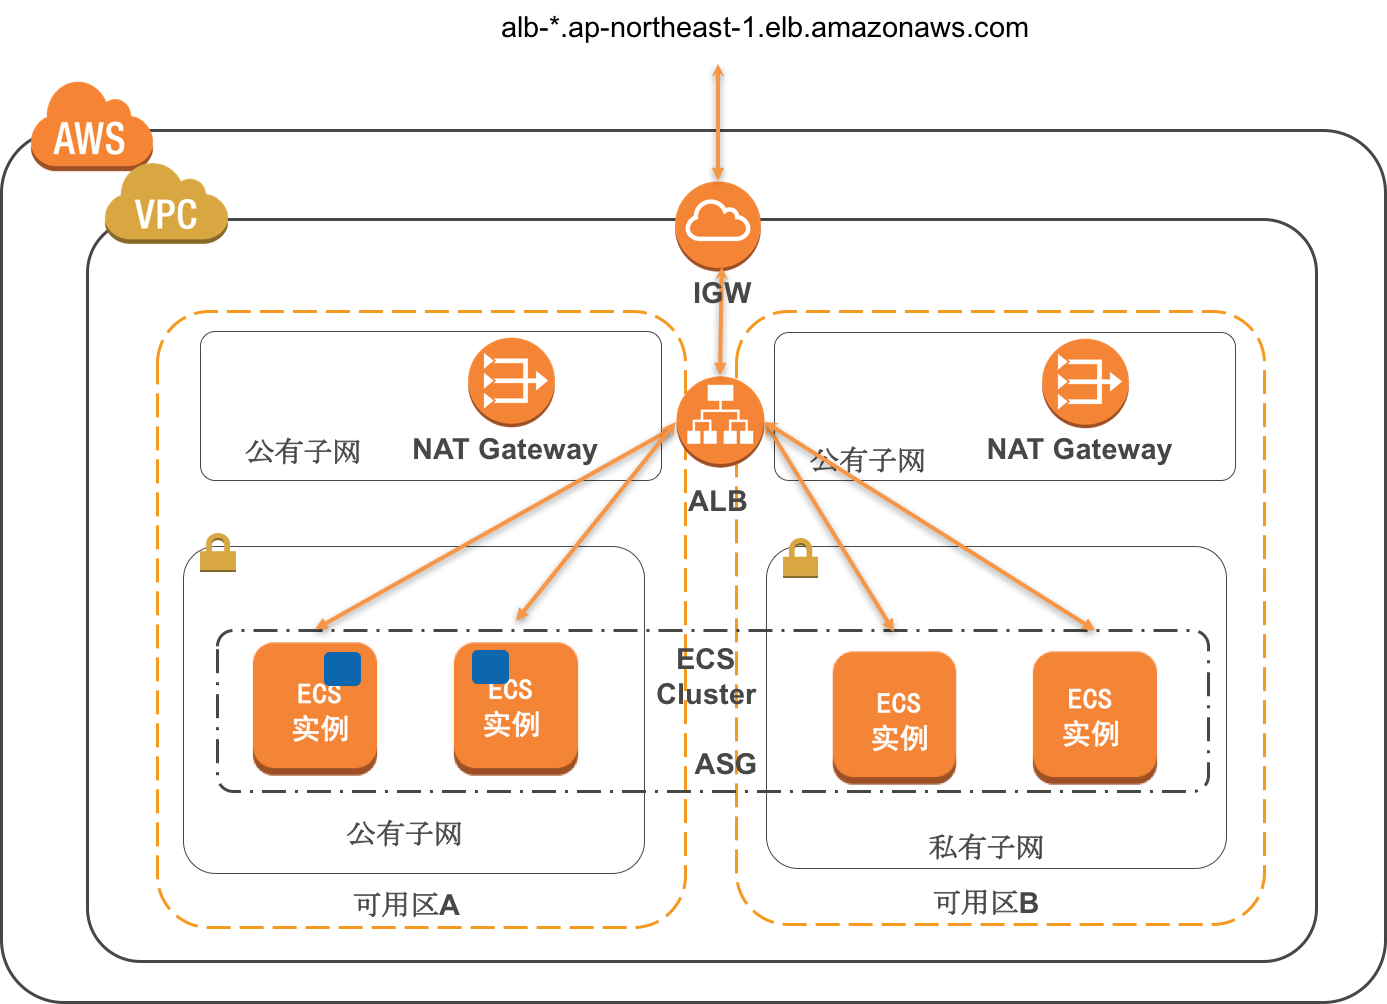 alb-*.ap-northeast-1.elb.amazonaws.com
AWS
VPC
IGW
公有子网
NAT Gateway
公有子网
NAT Gateway
ALB
ECS
实例
ECS
实例
ECS
Cluster
ASG
ECS
实例
ECS
实例
公有子网
私有子网
可用区A
可用区B